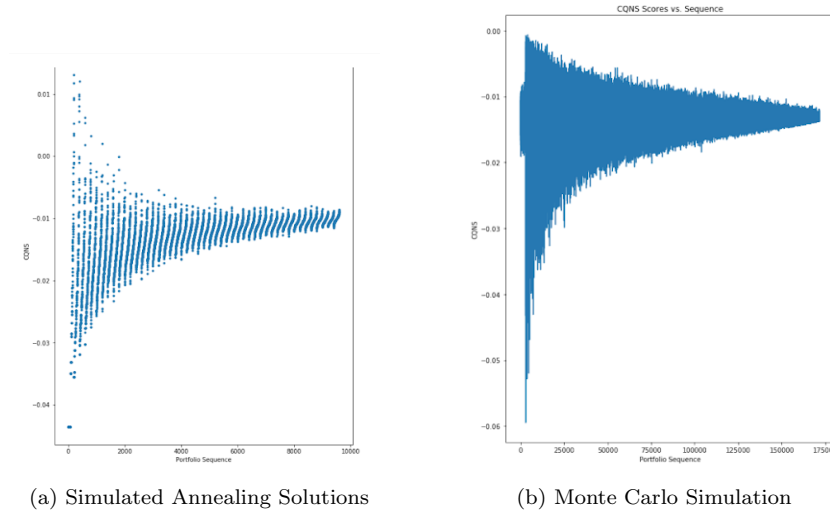 CQNS Scores vs. Sequence
0.01
0.00
−0.01
−0.02
−0.03
−0.04
CQNS
0 2000 4000 6000 8000 10000
Portfolio Sequence
0.00
−0.01
−0.02
−0.03
−0.04
−0.05
−0.06
CQNS
0 25000 50000 75000 100000 125000 150000 17500
Portfolio Sequence
(a) Simulated Annealing Solutions
(b) Monte Carlo Simulation